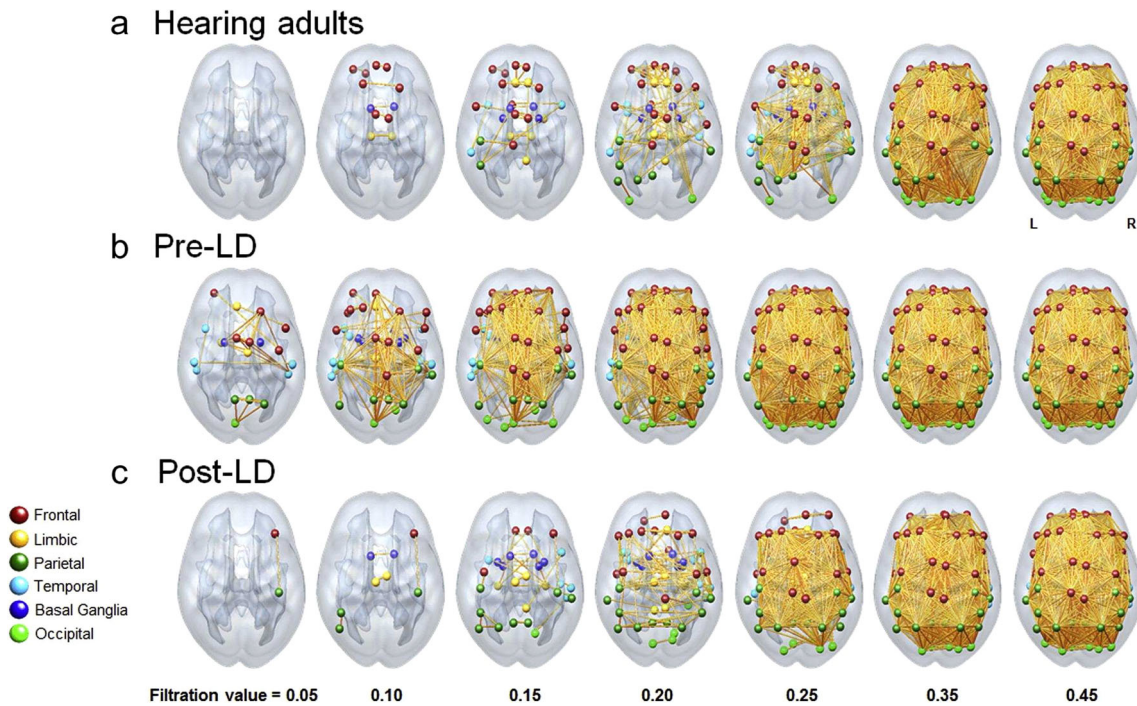 a Hearing adults
L R
b Pre-LD
c Post-LD
Frontal
Limbic
Parietal
Temporal
Basal Ganglia
Occipital
Filtration value = 0.05 0.10 0.15 0.20 0.25 0.35 0.45